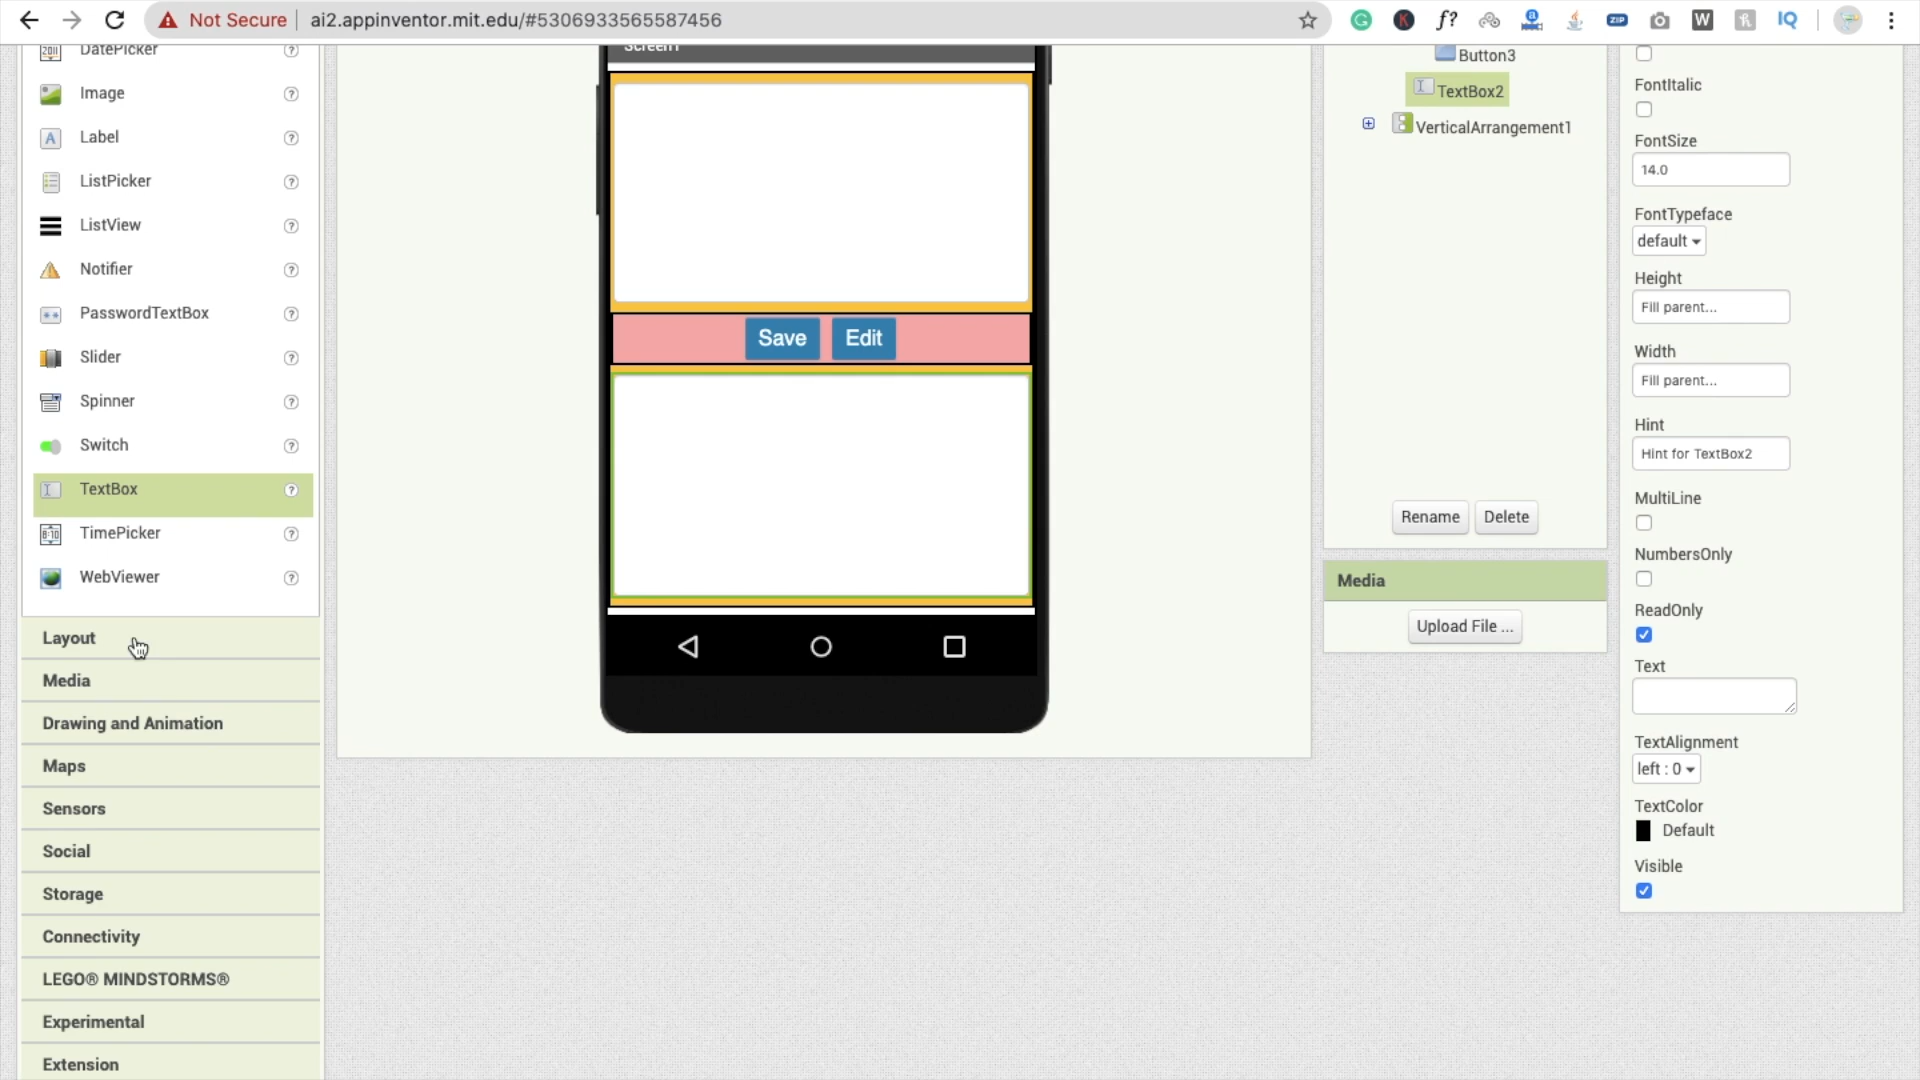 Not Secure
ai2.appinventor.mit.edu/#5306933565587456
DatePicker
Image
Label
ListPicker
ListView
Notifier
PasswordTextBox
Slider
Spinner
Switch
TextBox
TimePicker
WebViewer
Layout
Media
Drawing and Animation
Maps
Sensors
Social
Storage
Connectivity
LEGO® MINDSTORMS®
Experimental
Extension
Screen1
Save
Edit
Button3
TextBox2
VerticalArrangement1
Rename
Delete
Media
Upload File ...
FontItalic
FontSize
14.0
FontTypeface
default
Height
Fill parent...
Width
Fill parent...
Hint
Hint for TextBox2
MultiLine
NumbersOnly
ReadOnly
Text
TextAlignment
left : 0
TextColor
Default
Visible